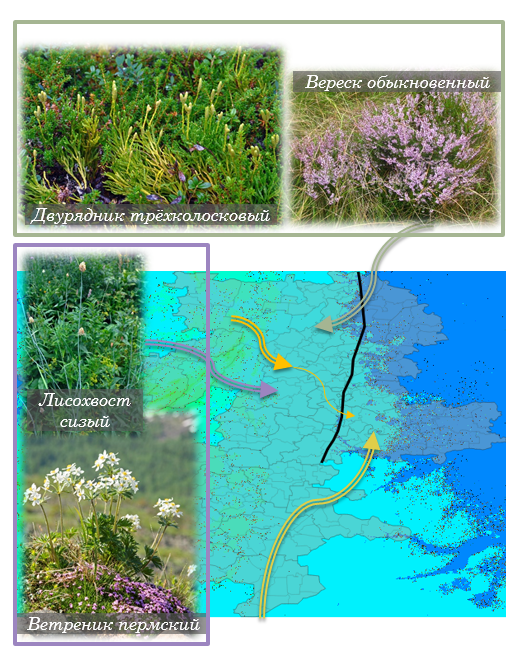 Вереск обыкновенный
Двурядник трёхколосковый
Лисохвост
сизый
Ветреник пермский